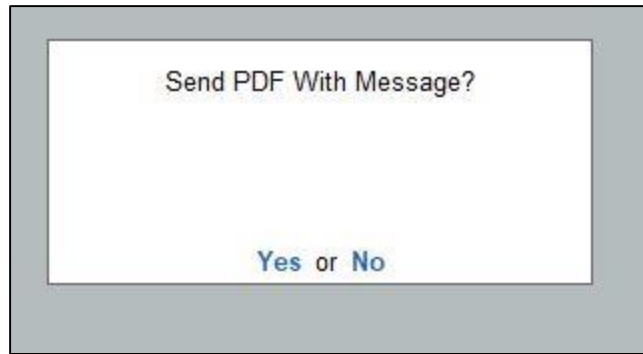 Send PDF With Message?
Yes or No